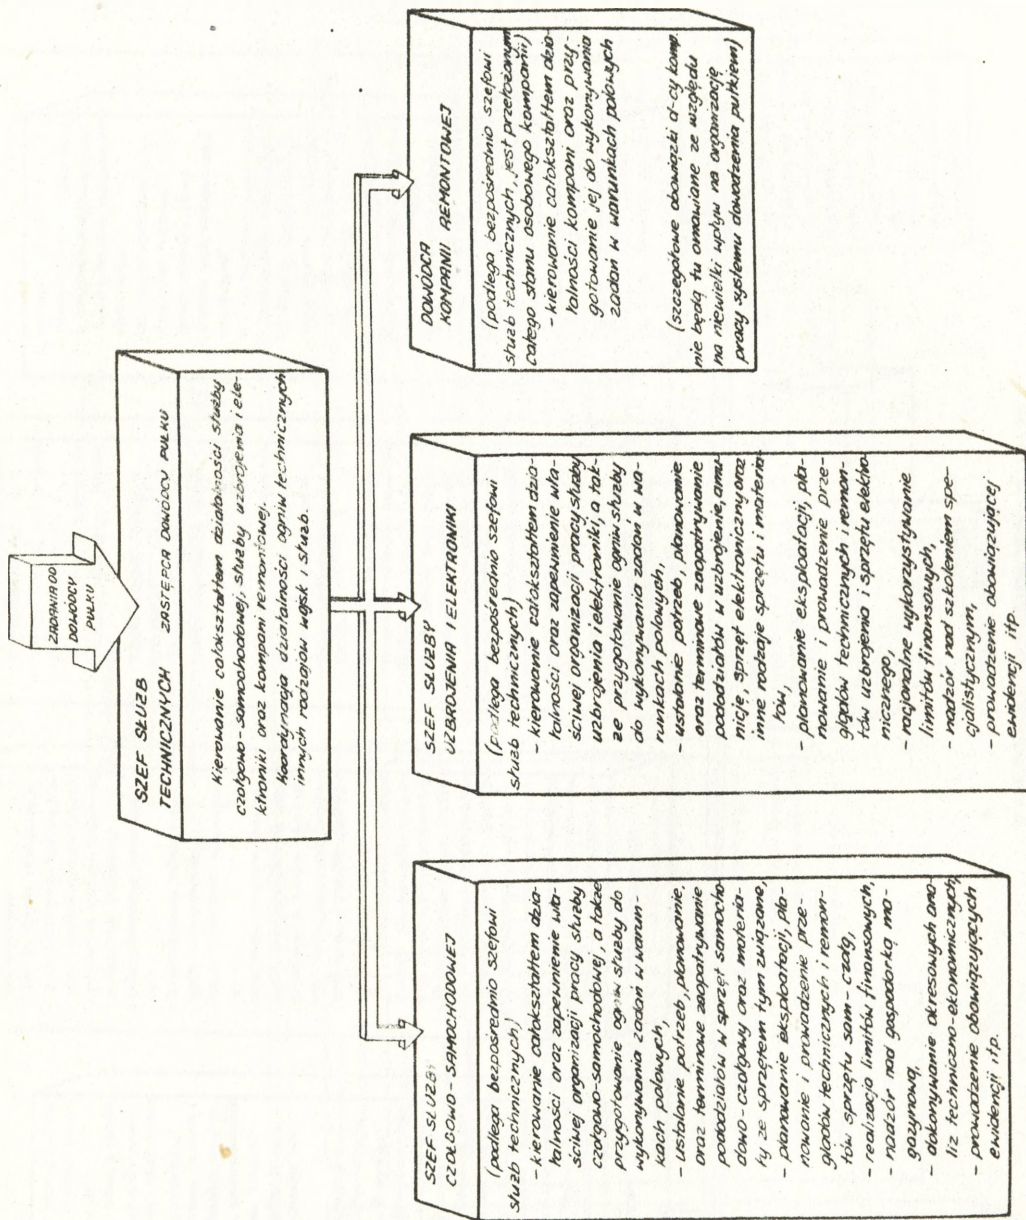 ZADANIA DO
DOWÓDCY
PUŁKU
SZEF SŁUŻB
TECHNICZNYCH ZASTĘPCA DOWÓDCY PUŁKU
Kierowanie całokształtem działalności służby
czołgowo-samochodowej, służby uzbrojenia i ele-
ktroniki oraz kompanii remontowej.
Koordynacja działalności ogniw technicznych
innych rodzajów wojsk i służb.
SZEF SŁUŻBY
CZOŁGOWO-SAMOCHODOWEJ
(podlega bezpośrednio szefowi
służb technicznych)
- kierowanie całokształtem dzia-
łalności oraz zapewnienie wła-
ściwej organizacji pracy służby
czołgowo-samochodowej, a także
przygotowanie ogniw służby do
wykonywania zadań w warun-
kach polowych,
- ustalanie potrzeb, planowanie,
oraz terminowe zaopatrywanie
pododdziałów w sprzęt samocho-
dowo-czołgowy oraz materia-
ły ze sprzętem tym związane,
- planowanie eksploatacji, pla-
nowanie i prowadzenie prze-
glądów technicznych i remon-
tów sprzętu sam-czołg,
- realizacja limitów finansowych,
- nadzór nad gospodarką ma-
gazynową,
- dokonywanie okresowych ana-
liz techniczno-ekonomicznych,
- prowadzenie obowiązujących
ewidencji itp.
SZEF SŁUŻBY
UZBROJENIA I ELEKTRONIKI
(podlega bezpośrednio szefowi
służb technicznych)
- kierowanie całokształtem dzia-
łalności oraz zapewnienie wła-
ściwej organizacji pracy służby
uzbrojenia i elektroniki, a tak-
że przygotowanie ogniw służby
do wykonywania zadań w wa-
runkach polowych,
- ustalanie potrzeb, planowanie
oraz terminowe zaopatrywanie
pododdziałów w uzbrojenie, amu-
nicję, sprzęt elektroniczny oraz
inne rodzaje sprzętu i materia-
łów,
- planowanie eksploatacji, pla-
nowanie i prowadzenie prze-
glądów technicznych i remon-
tów uzbrojenia i sprzętu elektro-
nicznego,
- racjonalne wykorzystywanie
limitów finansowych,
- nadzór nad szkoleniem spe-
cjalistycznym,
- prowadzenie obowiązującej
ewidencji itp.
DOWÓDCA
KOMPANII REMONTOWEJ
(podlega bezpośrednio szefowi
służb technicznych, jest przełożonym
całego stanu osobowego kompanii)
- kierowanie całokształtem dzia-
łalności kompani oraz przy-
gotowanie jej do wykonywania
zadań w warunkach polowych
(szczegółowe obowiązki d-cy komp.
nie będą tu omawiane ze względu
na niewielki wpływ na organizację
pracy systemu dowodzenia pułkiem)